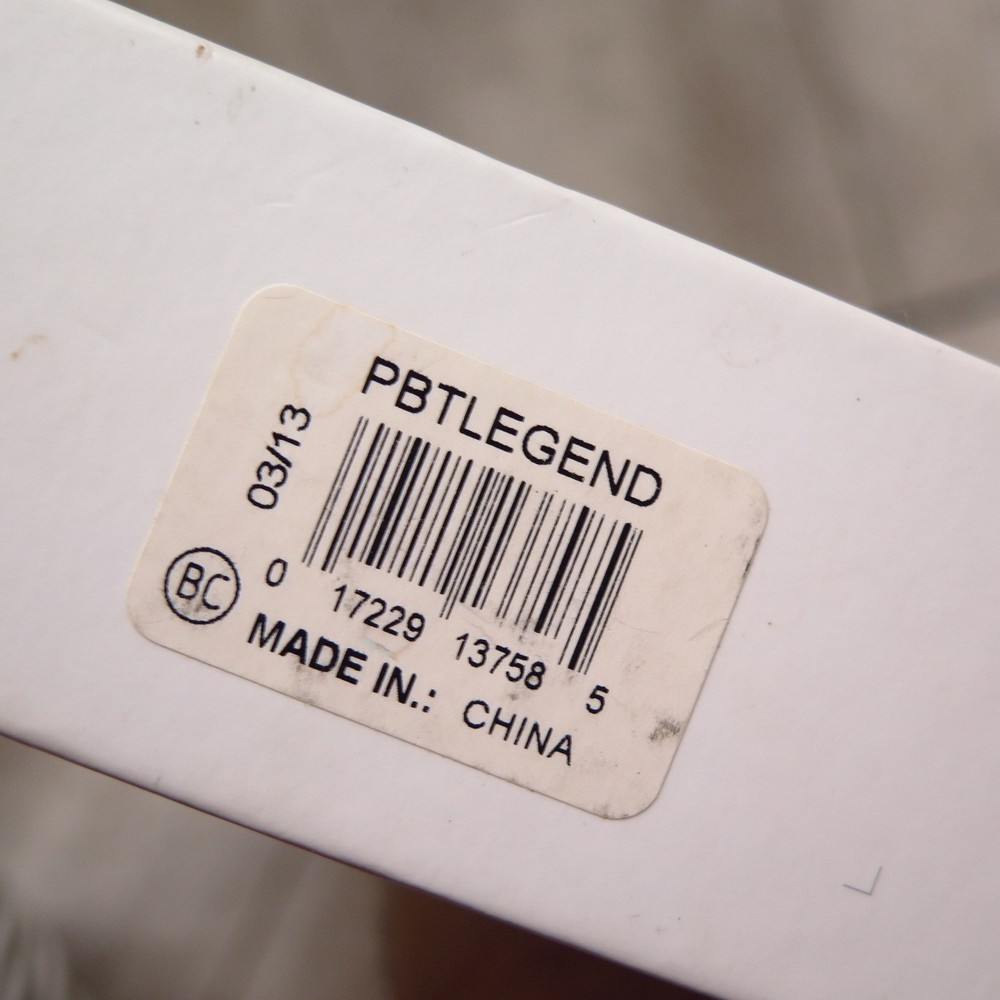 PBTLEGEND
03/13
0 17229 13758 5
BC
MADE IN.: CHINA